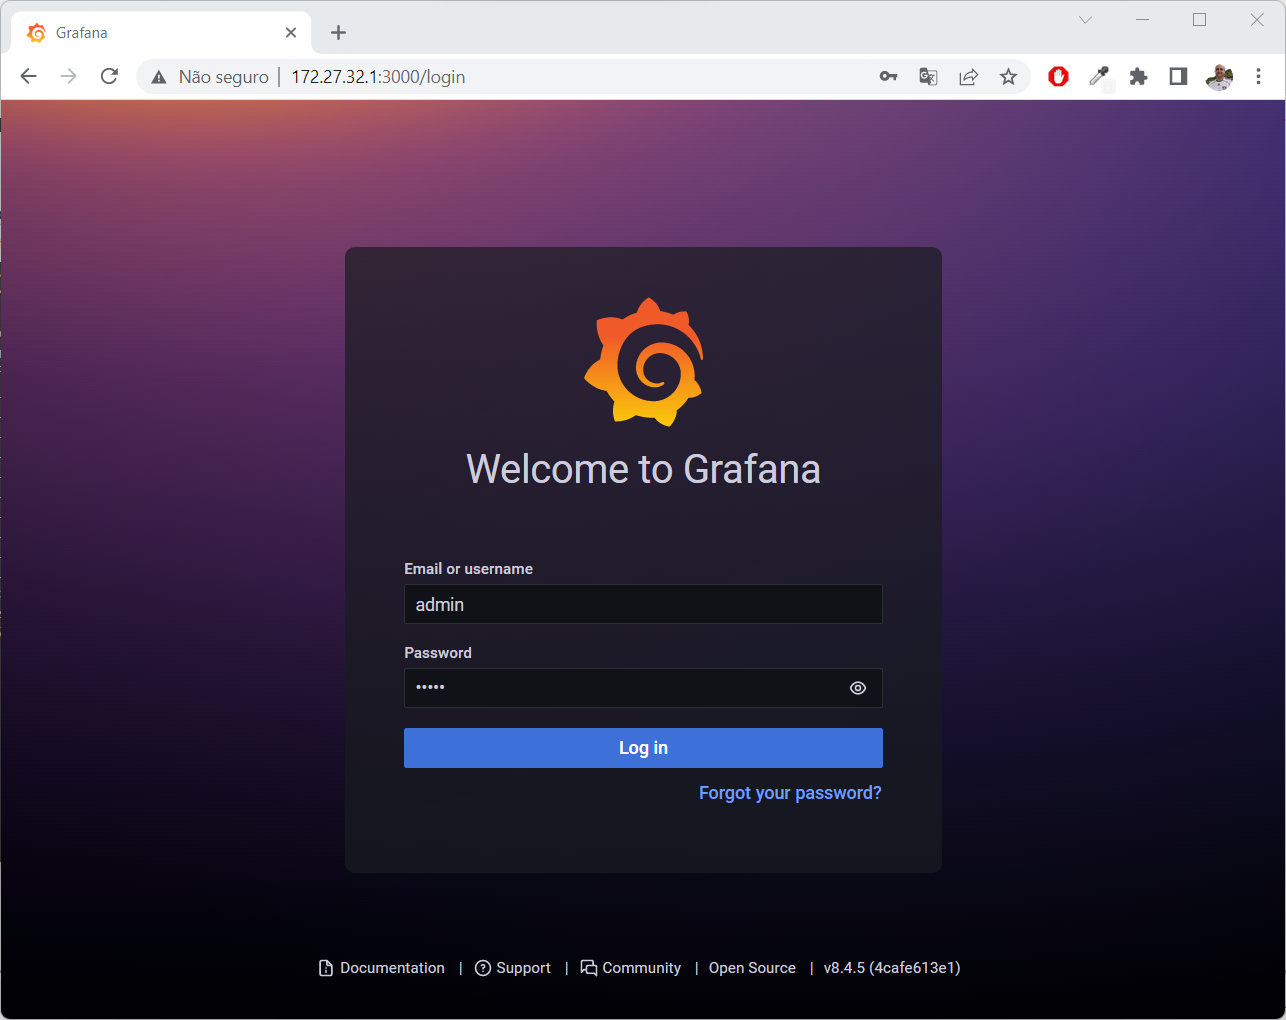 Grafana
Não seguro | 172.27.32.1:3000/login
Welcome to Grafana
Email or username
admin
Password
•••••
Log in
Forgot your password?
Documentation | Support | Community | Open Source | v8.4.5 (4cafe613e1)